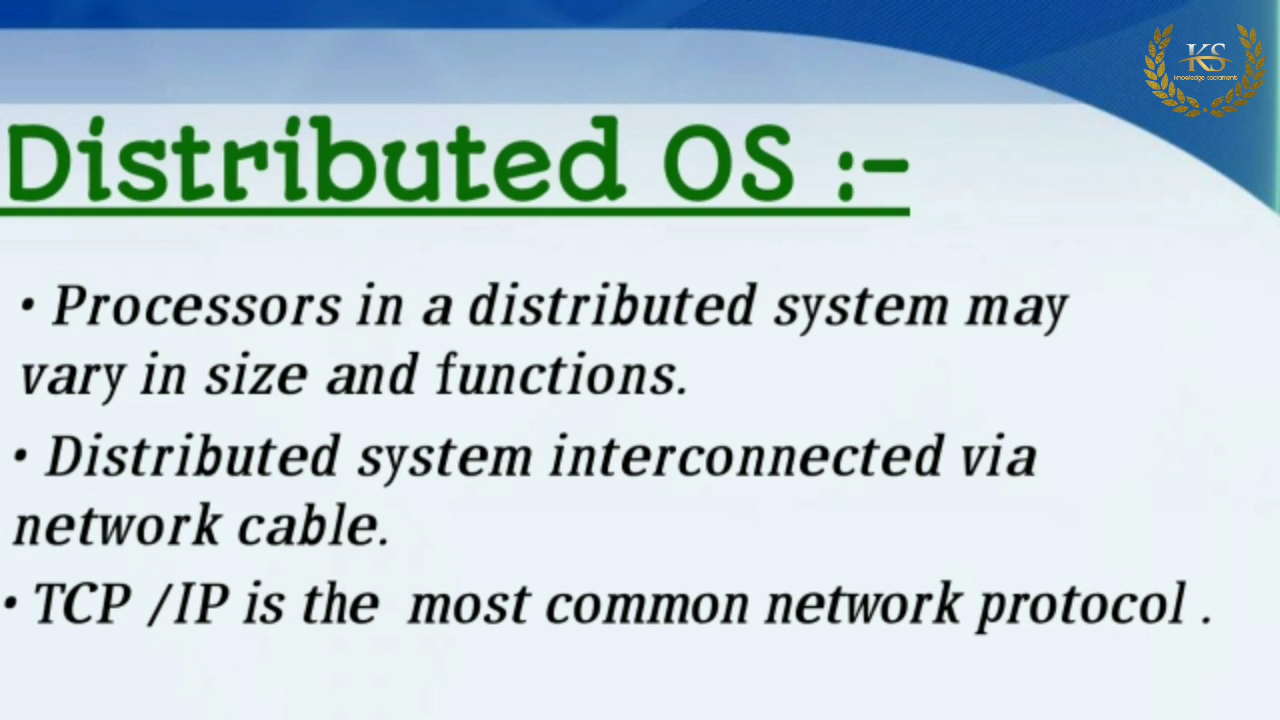 KS
knowledge sacraments
Distributed OS :-
• Processors in a distributed system may
vary in size and functions.
• Distributed system interconnected via
network cable.
• TCP /IP is the most common network protocol .